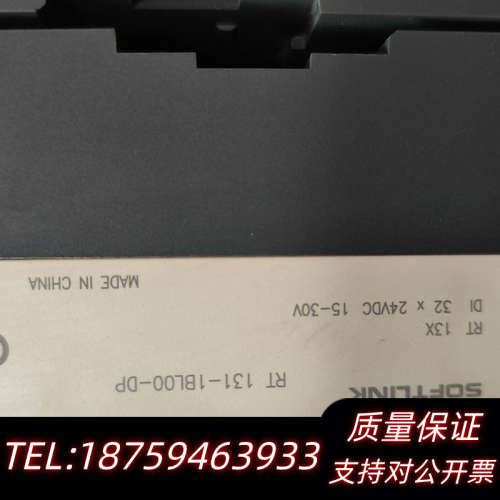 SOFTLINK
RT 131-1BL00-DP
RT 13X
DI 32 x 24VDC 15-30V
MADE IN CHINA
质量保证
TEL:18759463933
支持对公开票